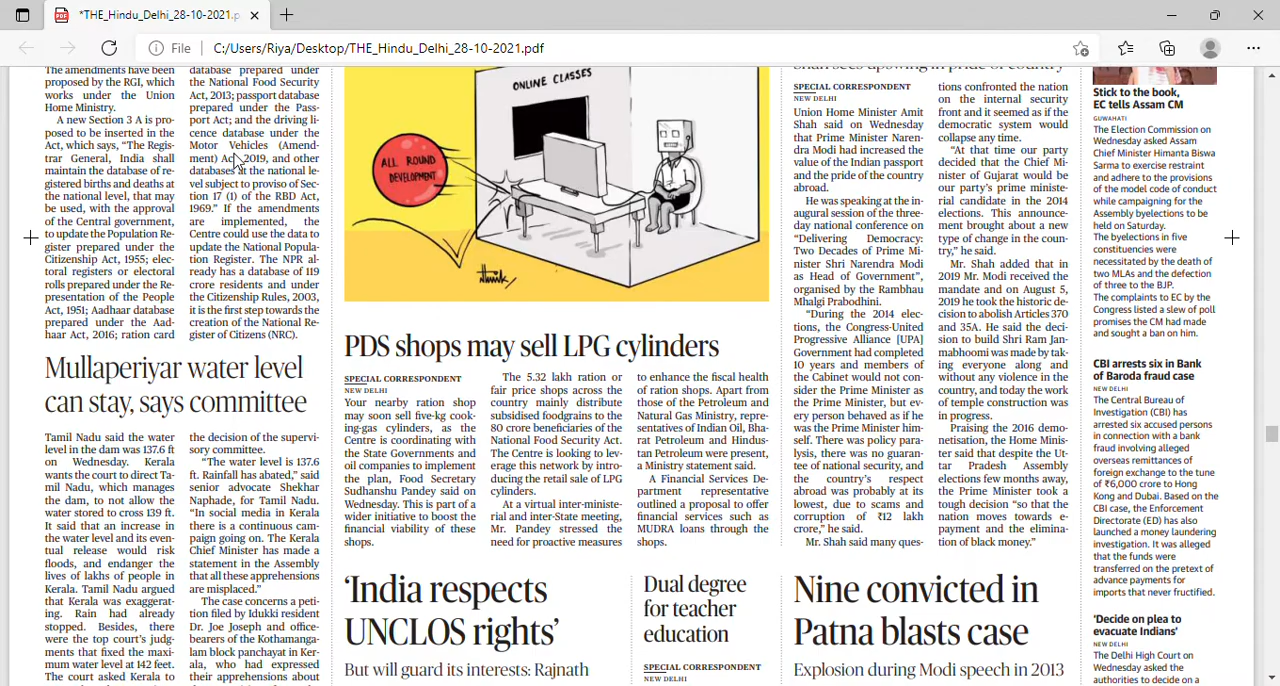 *THE_Hindu_Delhi_28-10-2021.p
File
C:/Users/Riya/Desktop/THE_Hindu_Delhi_28-10-2021.pdf
The amendments have been
proposed by the RGI, which
works under the Union
Home Ministry.
A new Section 3 A is pro-
posed to be inserted in the
Act, which says, “The Regis-
trar General, India shall
maintain the database of re-
gistered births and deaths at
the national level, that may
be used, with the approval
of the Central government,
to update the Population Re-
gister prepared under the
Citizenship Act, 1955; elec-
toral registers or electoral
rolls prepared under the Re-
presentation of the People
Act, 1951; Aadhaar database
prepared under the Aad-
haar Act, 2016; ration card
database prepared under
the National Food Security
Act, 2013; passport database
prepared under the Pass-
port Act; and the driving li-
cence database under the
Motor Vehicles (Amend-
ment) Act, 2019, and other
databases at the national le-
vel subject to proviso of Sec-
tion 17 (1) of the RBD Act,
1969.” If the amendments
are implemented, the
Centre could use the data to
update the National Popula-
tion Register. The NPR al-
ready has a database of 119
crore residents and under
the Citizenship Rules, 2003,
it is the first step towards the
creation of the National Re-
gister of Citizens (NRC).
Mullaperiyar water level
can stay, says committee
Tamil Nadu said the water
level in the dam was 137.6 ft
on Wednesday. Kerala
wants the court to direct Ta-
mil Nadu, which manages
the dam, to not allow the
water stored to cross 139 ft.
It said that an increase in
the water level and its even-
tual release would risk
floods, and endanger the
lives of lakhs of people in
Kerala. Tamil Nadu argued
that Kerala was exaggerat-
ing. Rain had already
stopped. Besides, there
were the top court’s judg-
ments that fixed the maxi-
mum water level at 142 feet.
The court asked Kerala to
the decision of the supervi-
sory committee.
“The water level is 137.6
ft. Rainfall has abated,” said
senior advocate Shekhar
Naphade, for Tamil Nadu.
“In social media in Kerala
there is a continuous cam-
paign going on. The Kerala
Chief Minister has made a
statement in the Assembly
that all these apprehensions
are misplaced.”
The case concerns a peti-
tion filed by Idukki resident
Dr. Joe Joseph and office-
bearers of the Kothamanga-
lam block panchayat in Ker-
ala, who had expressed
their apprehensions about
ONLINE CLASSES
ALL ROUND
DEVELOPMENT
PDS shops may sell LPG cylinders
SPECIAL CORRESPONDENT
NEW DELHI
Your nearby ration shop
may soon sell five-kg cook-
ing-gas cylinders, as the
Centre is coordinating with
the State Governments and
oil companies to implement
the plan, Food Secretary
Sudhanshu Pandey said on
Wednesday. This is part of a
wider initiative to boost the
financial viability of these
shops.
The 5.32 lakh ration or
fair price shops across the
country mainly distribute
subsidised foodgrains to the
80 crore beneficiaries of the
National Food Security Act.
The Centre is looking to lev-
erage this network by intro-
ducing the retail sale of LPG
cylinders.
At a virtual inter-ministe-
rial and inter-State meeting,
Mr. Pandey stressed the
need for proactive measures
to enhance the fiscal health
of ration shops. Apart from
those of the Petroleum and
Natural Gas Ministry, repre-
sentatives of Indian Oil, Bha-
rat Petroleum and Hindus-
tan Petroleum were present,
a Ministry statement said.
A Financial Services De-
partment representative
outlined a proposal to offer
financial services such as
MUDRA loans through the
shops.
‘India respects
UNCLOS rights’
But will guard its interests: Rajnath
Dual degree
for teacher
education
SPECIAL CORRESPONDENT
NEW DELHI
Shah sees upswing in pride of country
SPECIAL CORRESPONDENT
NEW DELHI
Union Home Minister Amit
Shah said on Wednesday
that Prime Minister Naren-
dra Modi had increased the
value of the Indian passport
and the pride of the country
abroad.
He was speaking at the in-
augural session of the three-
day national conference on
“Delivering Democracy:
Two Decades of Prime Mi-
nister Shri Narendra Modi
as Head of Government”,
organised by the Rambhau
Mhalgi Prabodhini.
“During the 2014 elec-
tions, the Congress-United
Progressive Alliance [UPA]
Government had completed
10 years and members of
the Cabinet would not con-
sider the Prime Minister as
the Prime Minister, but ev-
ery person behaved as if he
was the Prime Minister him-
self. There was policy para-
lysis, there was no guaran-
tee of national security, and
the country’s respect
abroad was probably at its
lowest, due to scams and
corruption of ₹12 lakh
crore,” he said.
Mr. Shah said many ques-
tions confronted the nation
on the internal security
front and it seemed as if the
democratic system would
collapse any time.
“At that time our party
decided that the Chief Mi-
nister of Gujarat would be
our party’s prime ministe-
rial candidate in the 2014
elections. This announce-
ment brought about a new
type of change in the coun-
try,” he said.
Mr. Shah added that in
2019 Mr. Modi received the
mandate and on August 5,
2019 he took the historic de-
cision to abolish Articles 370
and 35A. He said the deci-
sion to build Shri Ram Jan-
mabhoomi was made by tak-
ing everyone along and
without any violence in the
country, and today the work
of temple construction was
in progress.
Praising the 2016 demo-
netisation, the Home Minis-
ter said that despite the Ut-
tar Pradesh Assembly
elections few months away,
the Prime Minister took a
tough decision “so that the
nation moves towards e-
payment and the elimina-
tion of black money.”
Nine convicted in
Patna blasts case
Explosion during Modi speech in 2013
Stick to the book,
EC tells Assam CM
GUWAHATI
The Election Commission on
Wednesday asked Assam
Chief Minister Himanta Biswa
Sarma to exercise restraint
and adhere to the provisions
of the model code of conduct
while campaigning for the
Assembly byelections to be
held on Saturday.
The byelections in five
constituencies were
necessitated by the death of
two MLAs and the defection
of three to the BJP.
The complaints to EC by the
Congress listed a slew of poll
promises the CM had made
and sought a ban on him.
CBI arrests six in Bank
of Baroda fraud case
NEW DELHI
The Central Bureau of
Investigation (CBI) has
arrested six accused persons
in connection with a bank
fraud involving alleged
overseas remittances of
foreign exchange to the tune
of ₹6,000 crore to Hong
Kong and Dubai. Based on the
CBI case, the Enforcement
Directorate (ED) has also
launched a money laundering
investigation. It was alleged
that the funds were
transferred on the pretext of
advance payments for
imports that never fructified.
‘Decide on plea to
evacuate Indians’
NEW DELHI
The Delhi High Court on
Wednesday asked the
authorities to decide on a